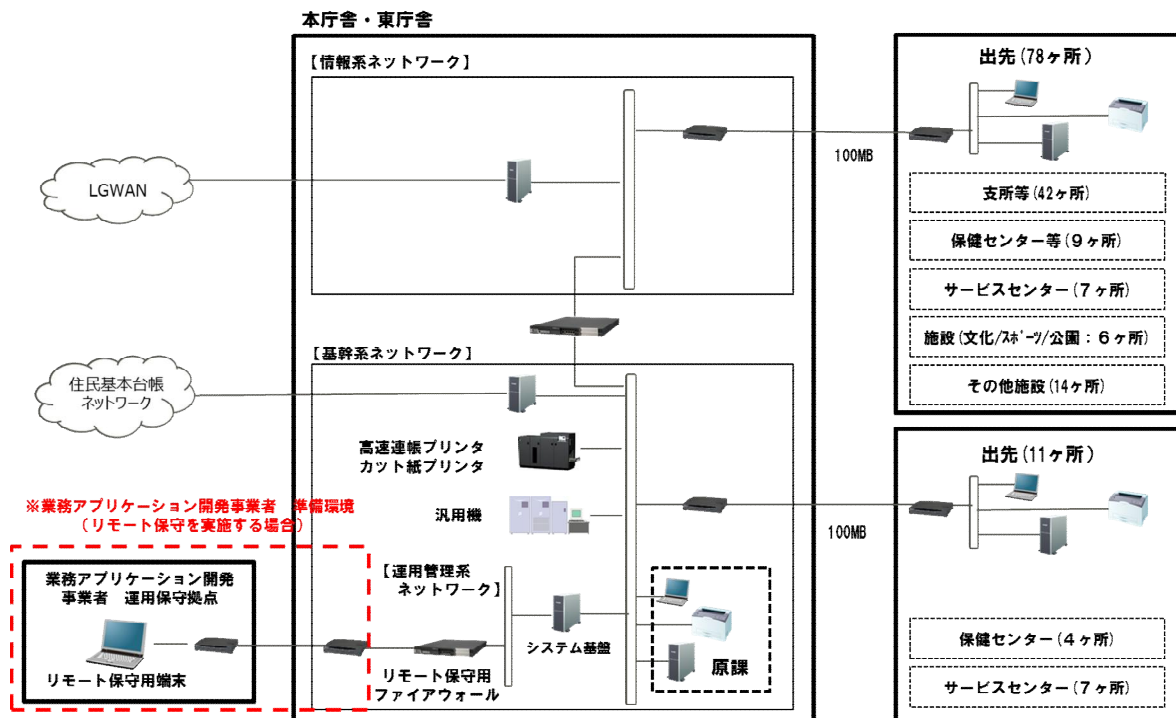 本庁舎・東庁舎
【情報系ネットワーク】
LGWAN
100MB
出先(78ヶ所)
支所等(42ヶ所)
保健センター等(９ヶ所)
サービスセンター(７ヶ所)
施設(文化/ｽﾎﾟｰﾂ/公園：６ヶ所)
その他施設(14ヶ所)
【基幹系ネットワーク】
住民基本台帳
ネットワーク
高速連帳プリンタ
カット紙プリンタ
汎用機
100MB
出先(11ヶ所)
保健センター(４ヶ所)
サービスセンター(７ヶ所)
※業務アプリケーション開発事業者　準備環境
（リモート保守を実施する場合）
業務アプリケーション開発
事業者　運用保守拠点
リモート保守用端末
【運用管理系
ネットワーク】
リモート保守用
ファイアウォール
システム基盤
原課